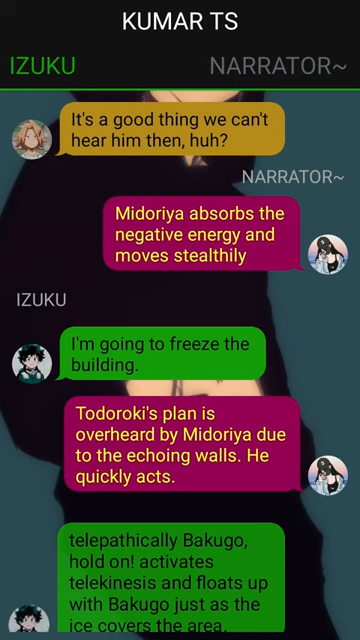 KUMAR TS
IZUKU
NARRATOR~
It's a good thing we can't
hear him then, huh?
NARRATOR~
Midoriya absorbs the
negative energy and
moves stealthily
IZUKU
I'm going to freeze the
building.
Todoroki's plan is
overheard by Midoriya due
to the echoing walls. He
quickly acts.
telepathically Bakugo,
hold on! activates
telekinesis and floats up
with Bakugo just as the
ice covers the area.